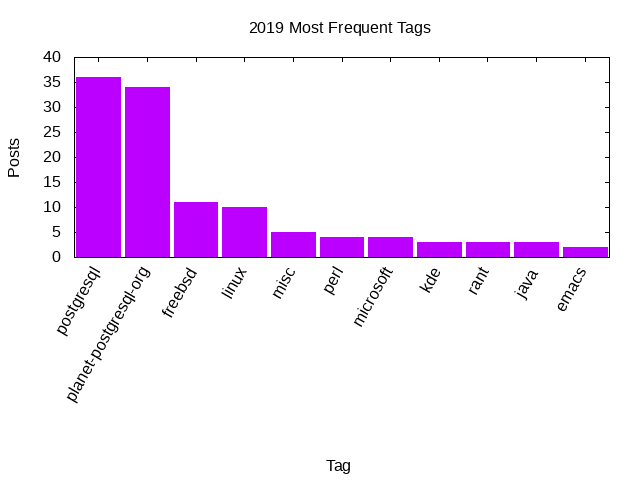 2019 Most Frequent Tags
40
35
30
25
20
15
10
5
0
Posts
postgresql
planet-postgresql-org
freebsd
linux
misc
perl
microsoft
kde
rant
java
emacs
Tag